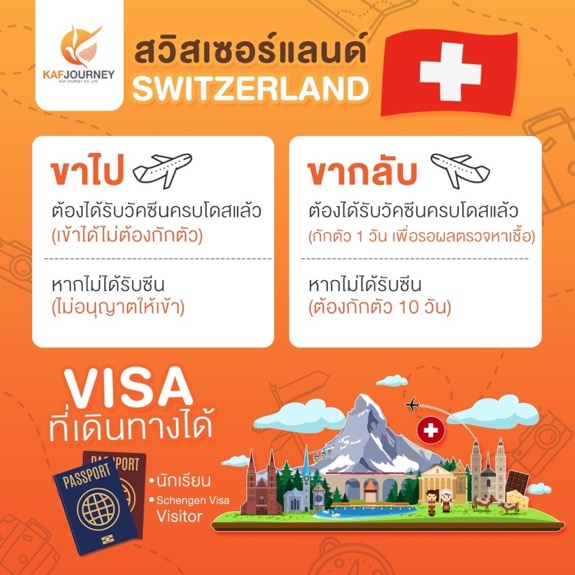 KAFJOURNEY
KAF JOURNEY CO.,LTD.
สวิสเซอร์แลนด์
SWITZERLAND
ขาไป
ต้องได้รับวัคซีนครบโดสแล้ว
(เข้าได้ไม่ต้องกักตัว)
หากไม่ได้รับซีน
(ไม่อนุญาตให้เข้า)
ขากลับ
ต้องได้รับวัคซีนครบโดสแล้ว
(กักตัว 1 วัน เพื่อรอผลตรวจหาเชื้อ)
หากไม่ได้รับซีน
(ต้องกักตัว 10 วัน)
VISA
ที่เดินทางได้
PASSPORT
PASSPORT
• นักเรียน
• Schengen Visa
Visitor